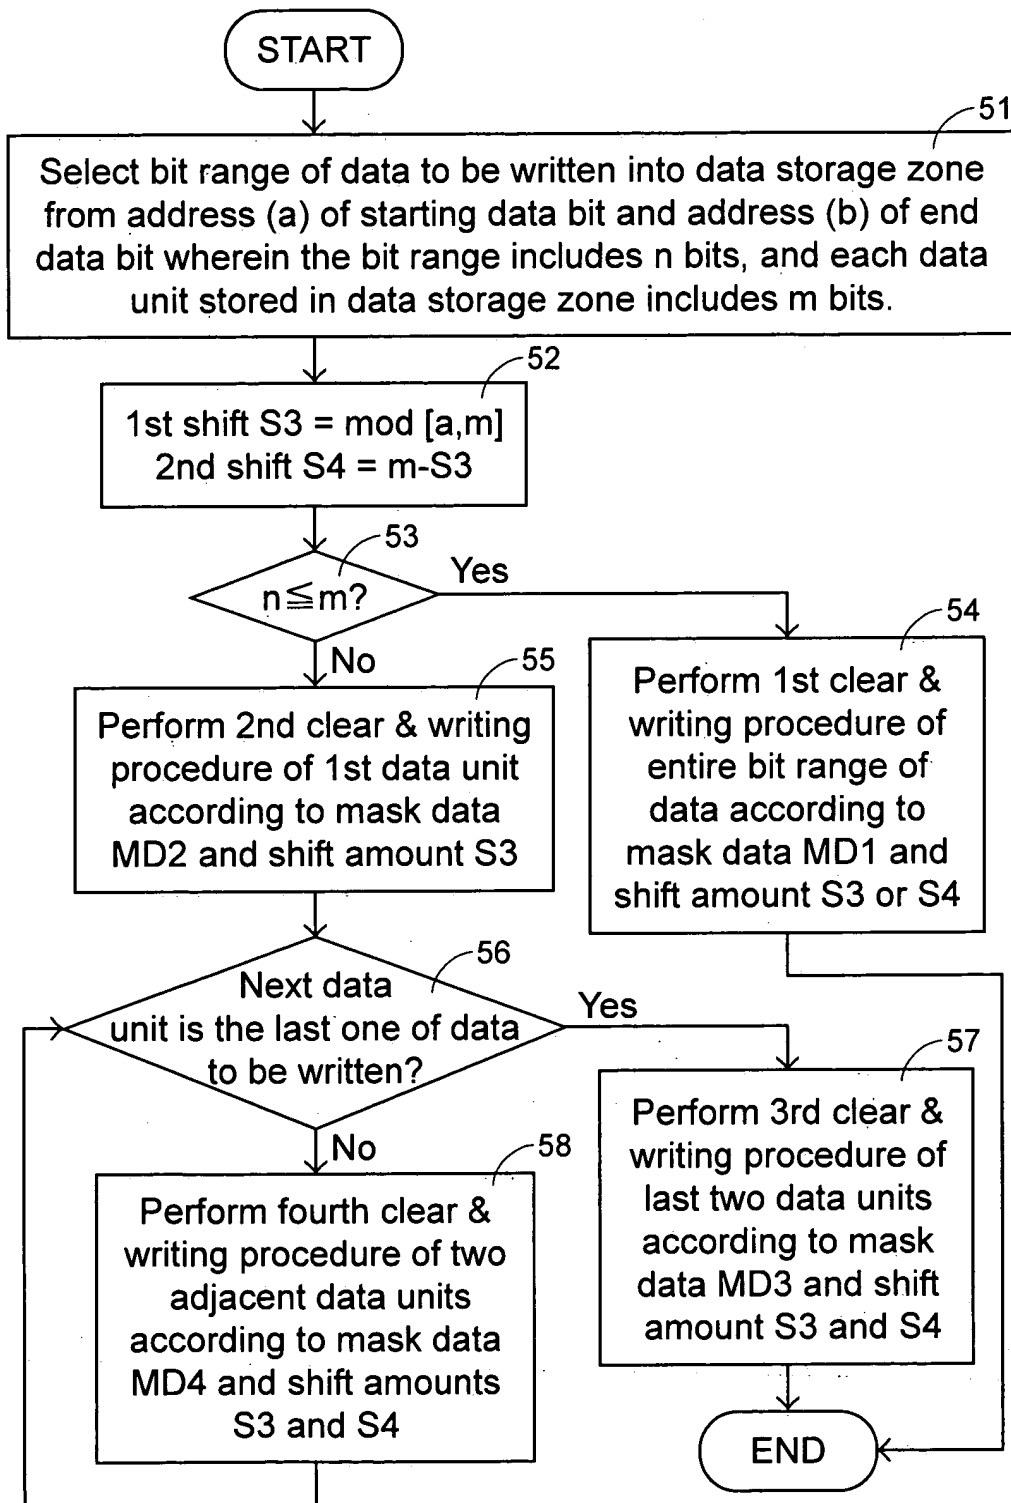 START
51
Select bit range of data to be written into data storage zone
from address (a) of starting data bit and address (b) of end
data bit wherein the bit range includes n bits, and each data
unit stored in data storage zone includes m bits.
52
1st shift S3 = mod [a,m]
2nd shift S4 = m-S3
53
n≦m?
Yes
No
54
Perform 1st clear &
writing procedure of
entire bit range of
data according to
mask data MD1 and
shift amount S3 or S4
55
Perform 2nd clear & writing
procedure of 1st data unit
according to mask data
MD2 and shift amount S3
56
Next data
unit is the last one of data
to be written?
Yes
No
57
Perform 3rd clear &
writing procedure of
last two data units
according to mask
data MD3 and shift
amount S3 and S4
58
Perform fourth clear &
writing procedure of two
adjacent data units
according to mask data
MD4 and shift amounts
S3 and S4
END